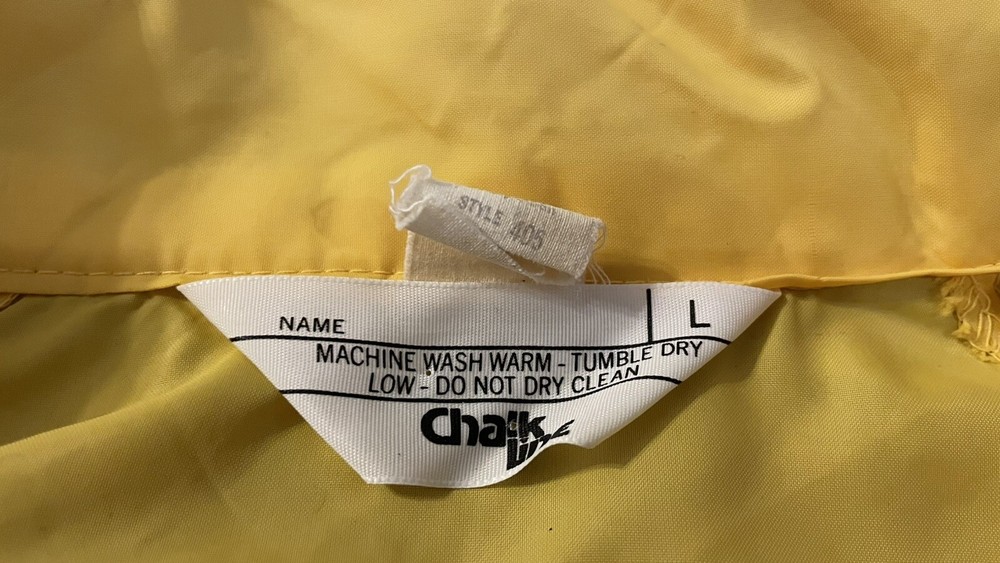 STYLE 405
NAME
L
MACHINE WASH WARM - TUMBLE DRY
LOW - DO NOT DRY CLEAN
Chalk
Line